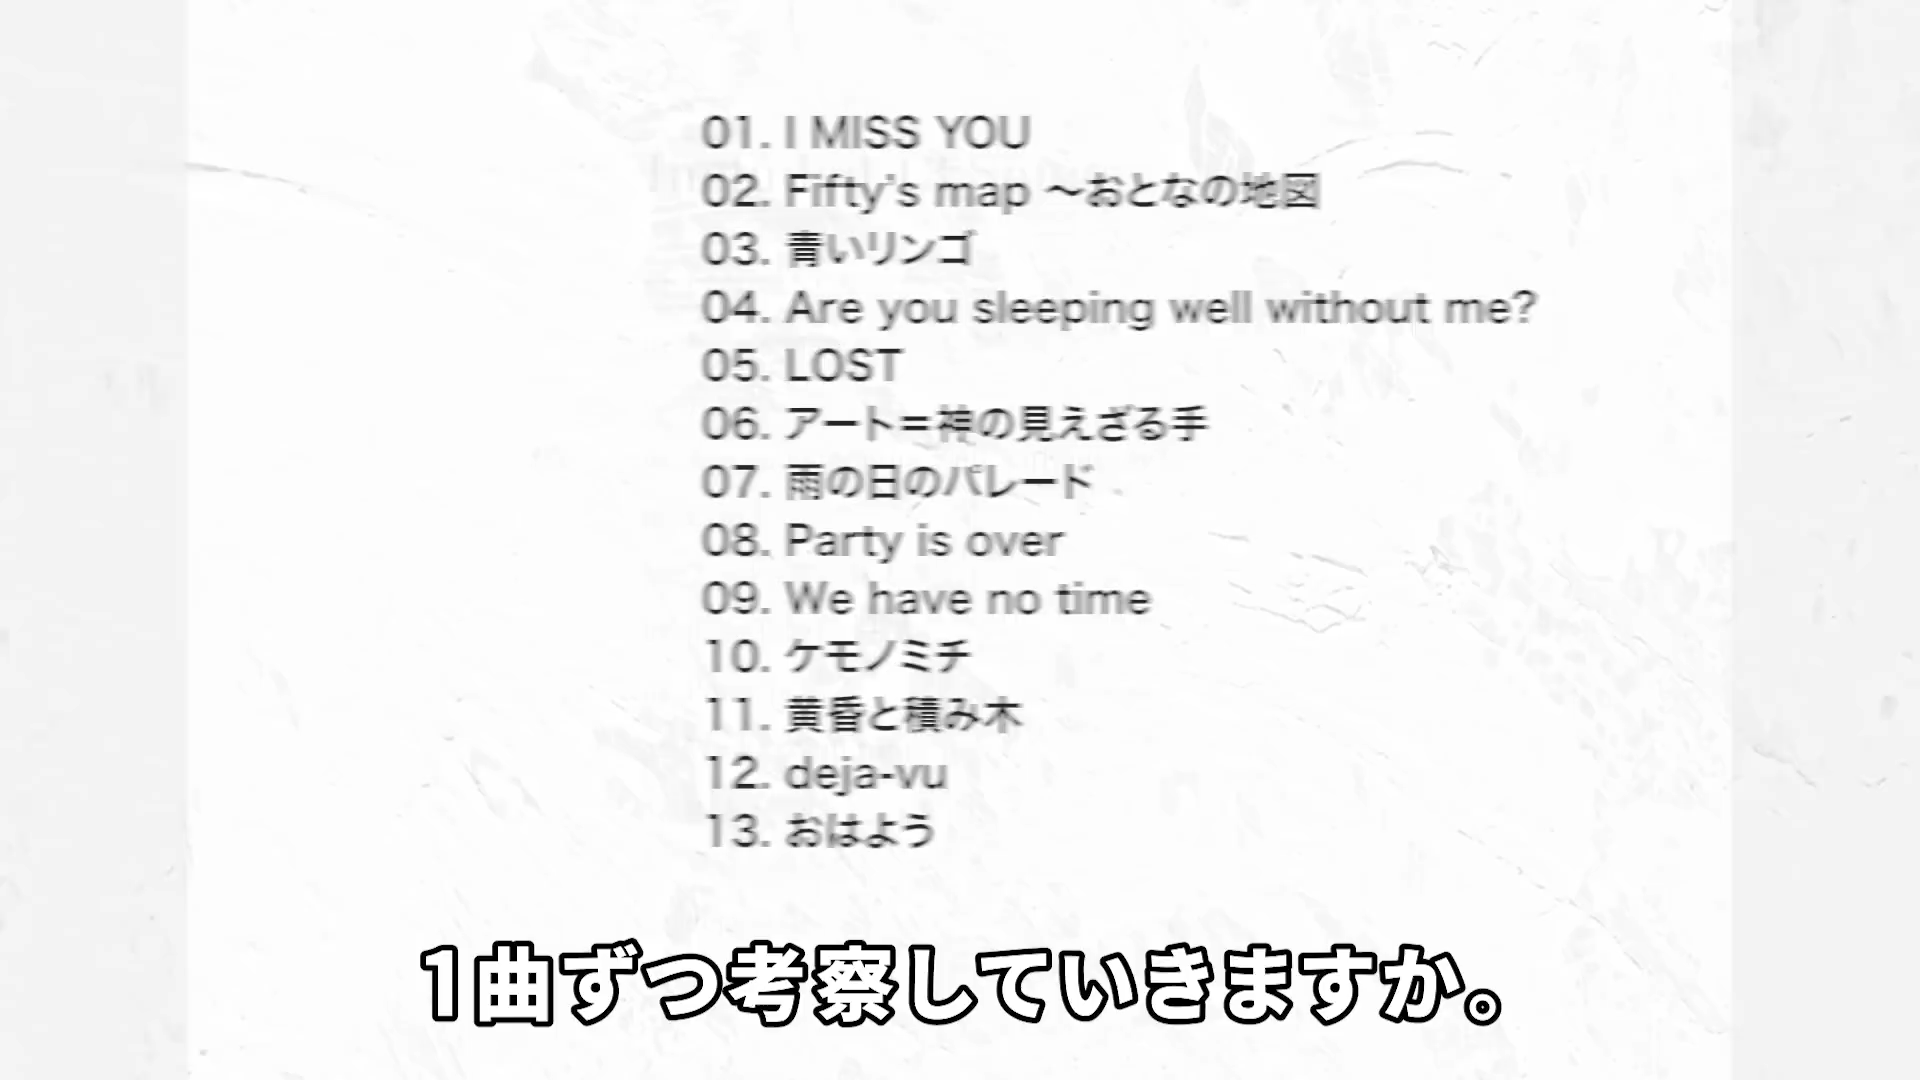 01. I MISS YOU
02. Fifty's map ～おとなの地図
03. 青いリンゴ
04. Are you sleeping well without me?
05. LOST
06. アート＝神の見えざる手
07. 雨の日のパレード
08. Party is over
09. We have no time
10. ケモノミチ
11. 黄昏と積み木
12. deja-vu
13. おはよう
1曲ずつ考察していきますか。